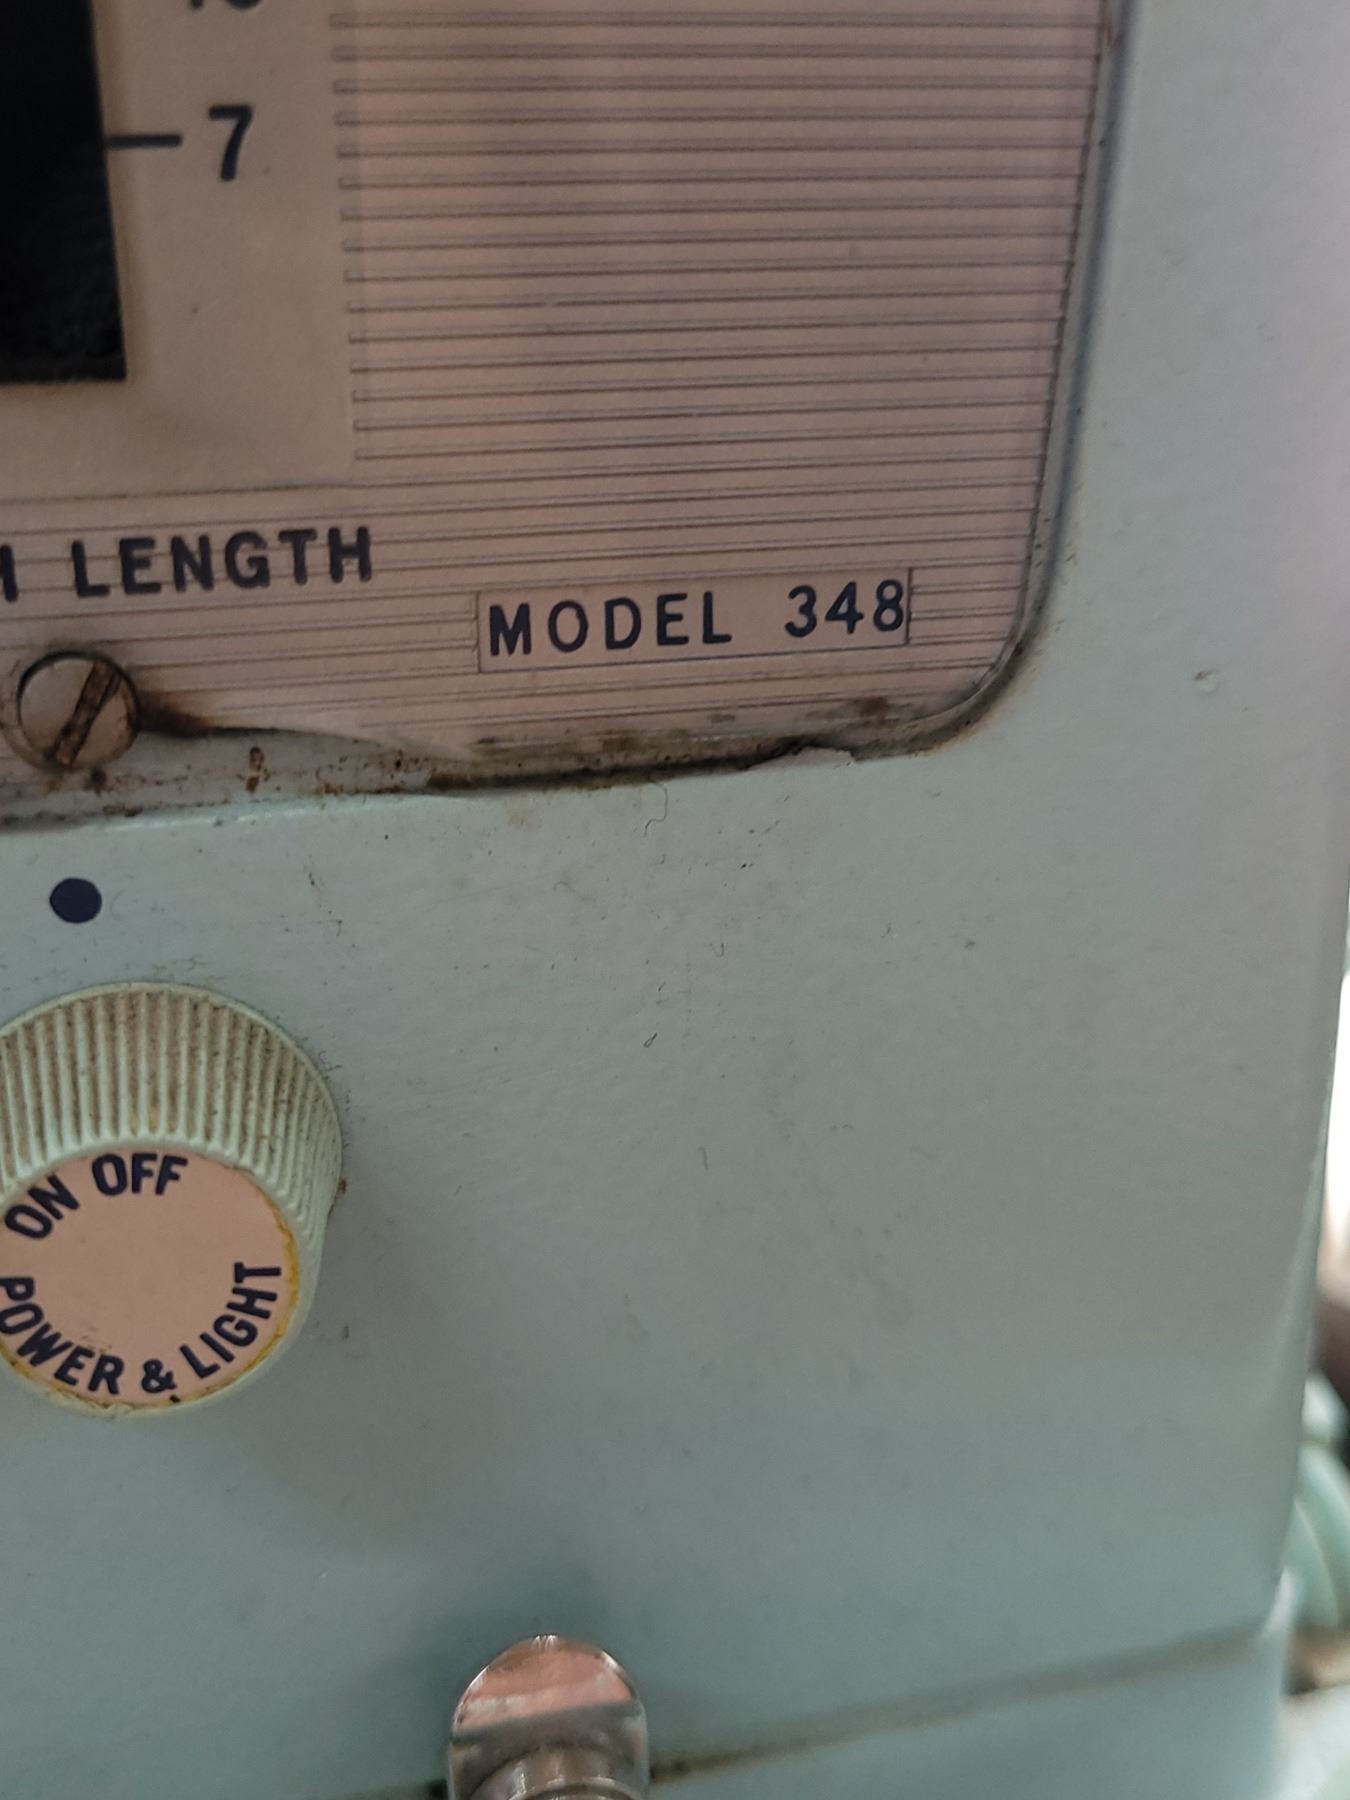 7
LENGTH
MODEL 348
ON OFF
POWER & LIGHT